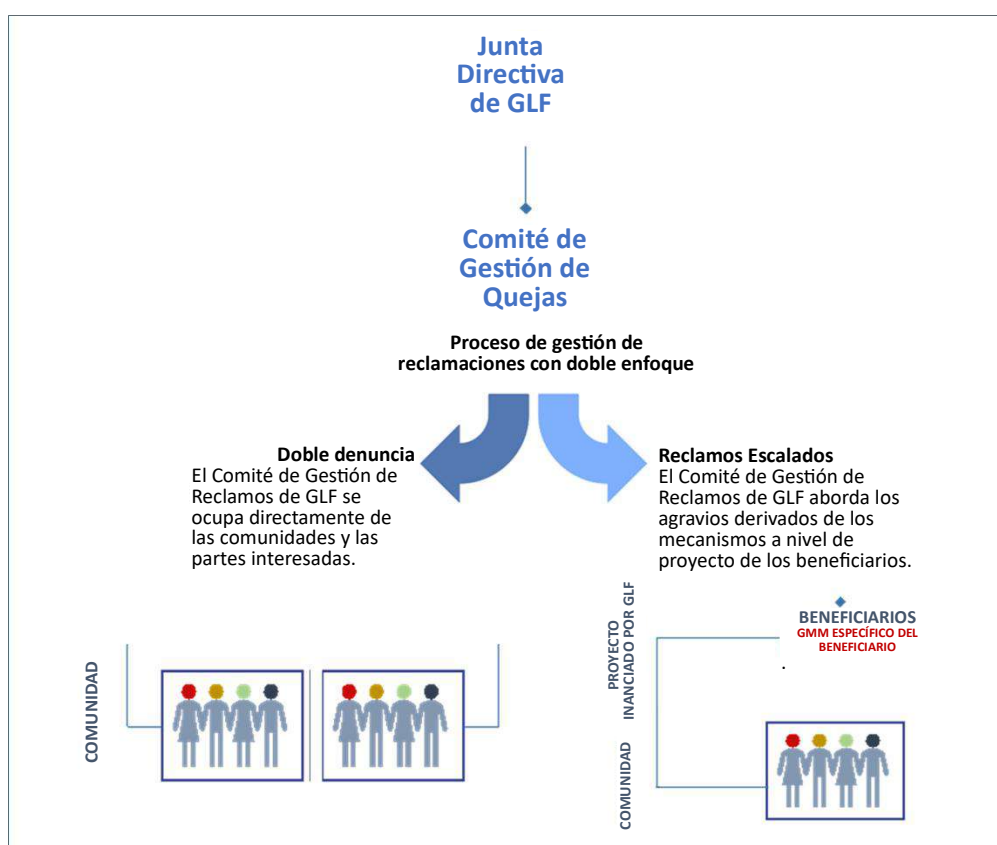 Junta
Directiva
de GLF
Comité de
Gestión de
Quejas
Proceso de gestión de
reclamaciones con doble enfoque
Doble denuncia
El Comité de Gestión de
Reclamos de GLF se
ocupa directamente de
las comunidades y las
partes interesadas.
Reclamos Escalados
El Comité de Gestión de
Reclamos de GLF aborda los
agravios derivados de los
mecanismos a nivel de
proyecto de los beneficiarios.
COMUNIDAD
PROYECTO
INANCIADO POR GLF
COMUNIDAD
BENEFICIARIOS
GMM ESPECÍFICO DEL
BENEFICIARIO
.